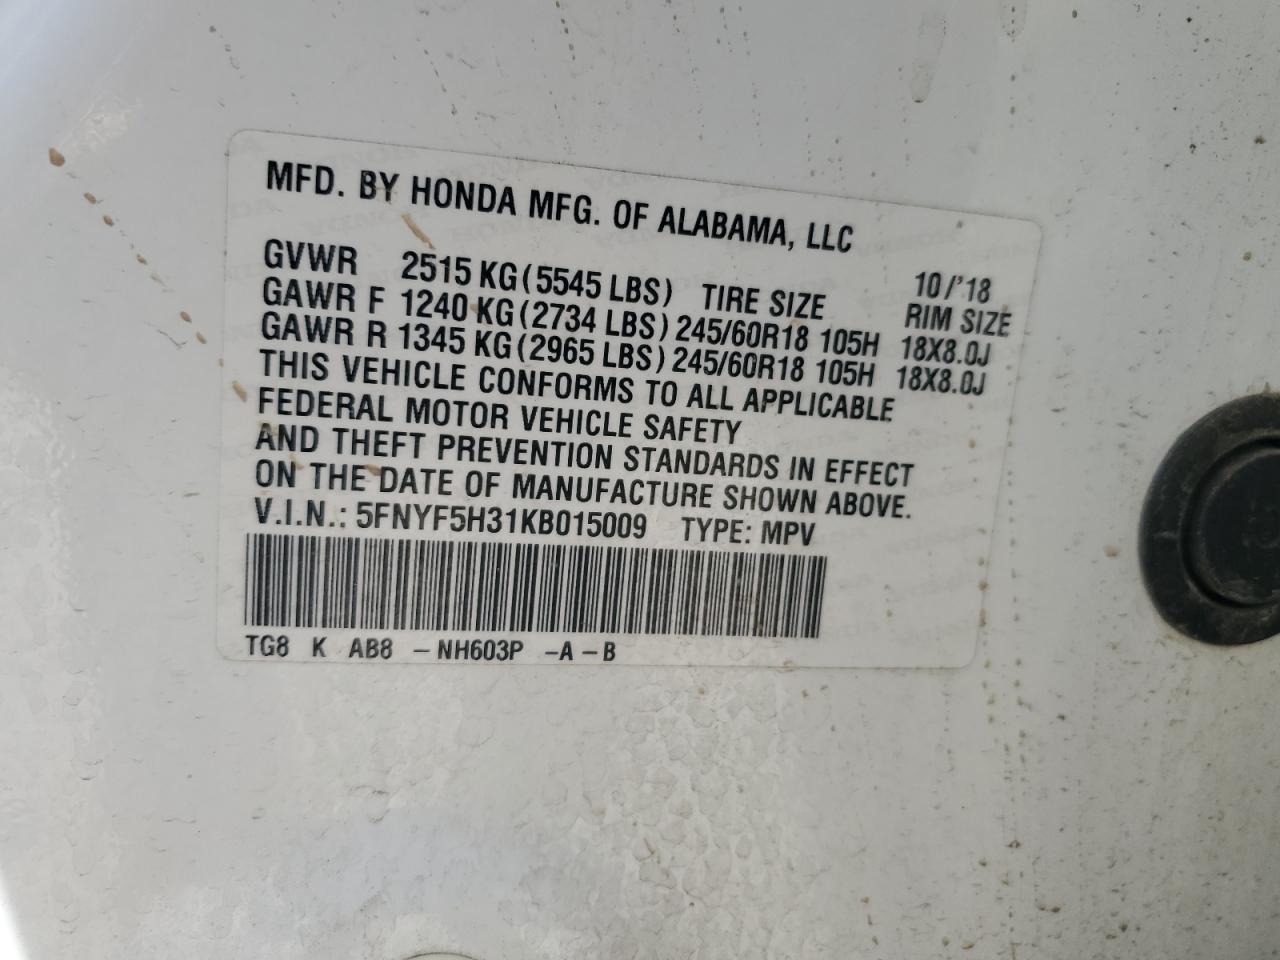 MFD. BY HONDA MFG. OF ALABAMA, LLC
10/'18
GVWR 2515 KG (5545 LBS) TIRE SIZE RIM SIZE
GAWR F 1240 KG (2734 LBS) 245/60R18 105H 18X8.0J
GAWR R 1345 KG (2965 LBS) 245/60R18 105H 18X8.0J
THIS VEHICLE CONFORMS TO ALL APPLICABLE
FEDERAL MOTOR VEHICLE SAFETY
AND THEFT PREVENTION STANDARDS IN EFFECT
ON THE DATE OF MANUFACTURE SHOWN ABOVE.
V.I.N.: 5FNYF5H31KB015009 TYPE: MPV
TG8 K AB8 - NH603P -A-B